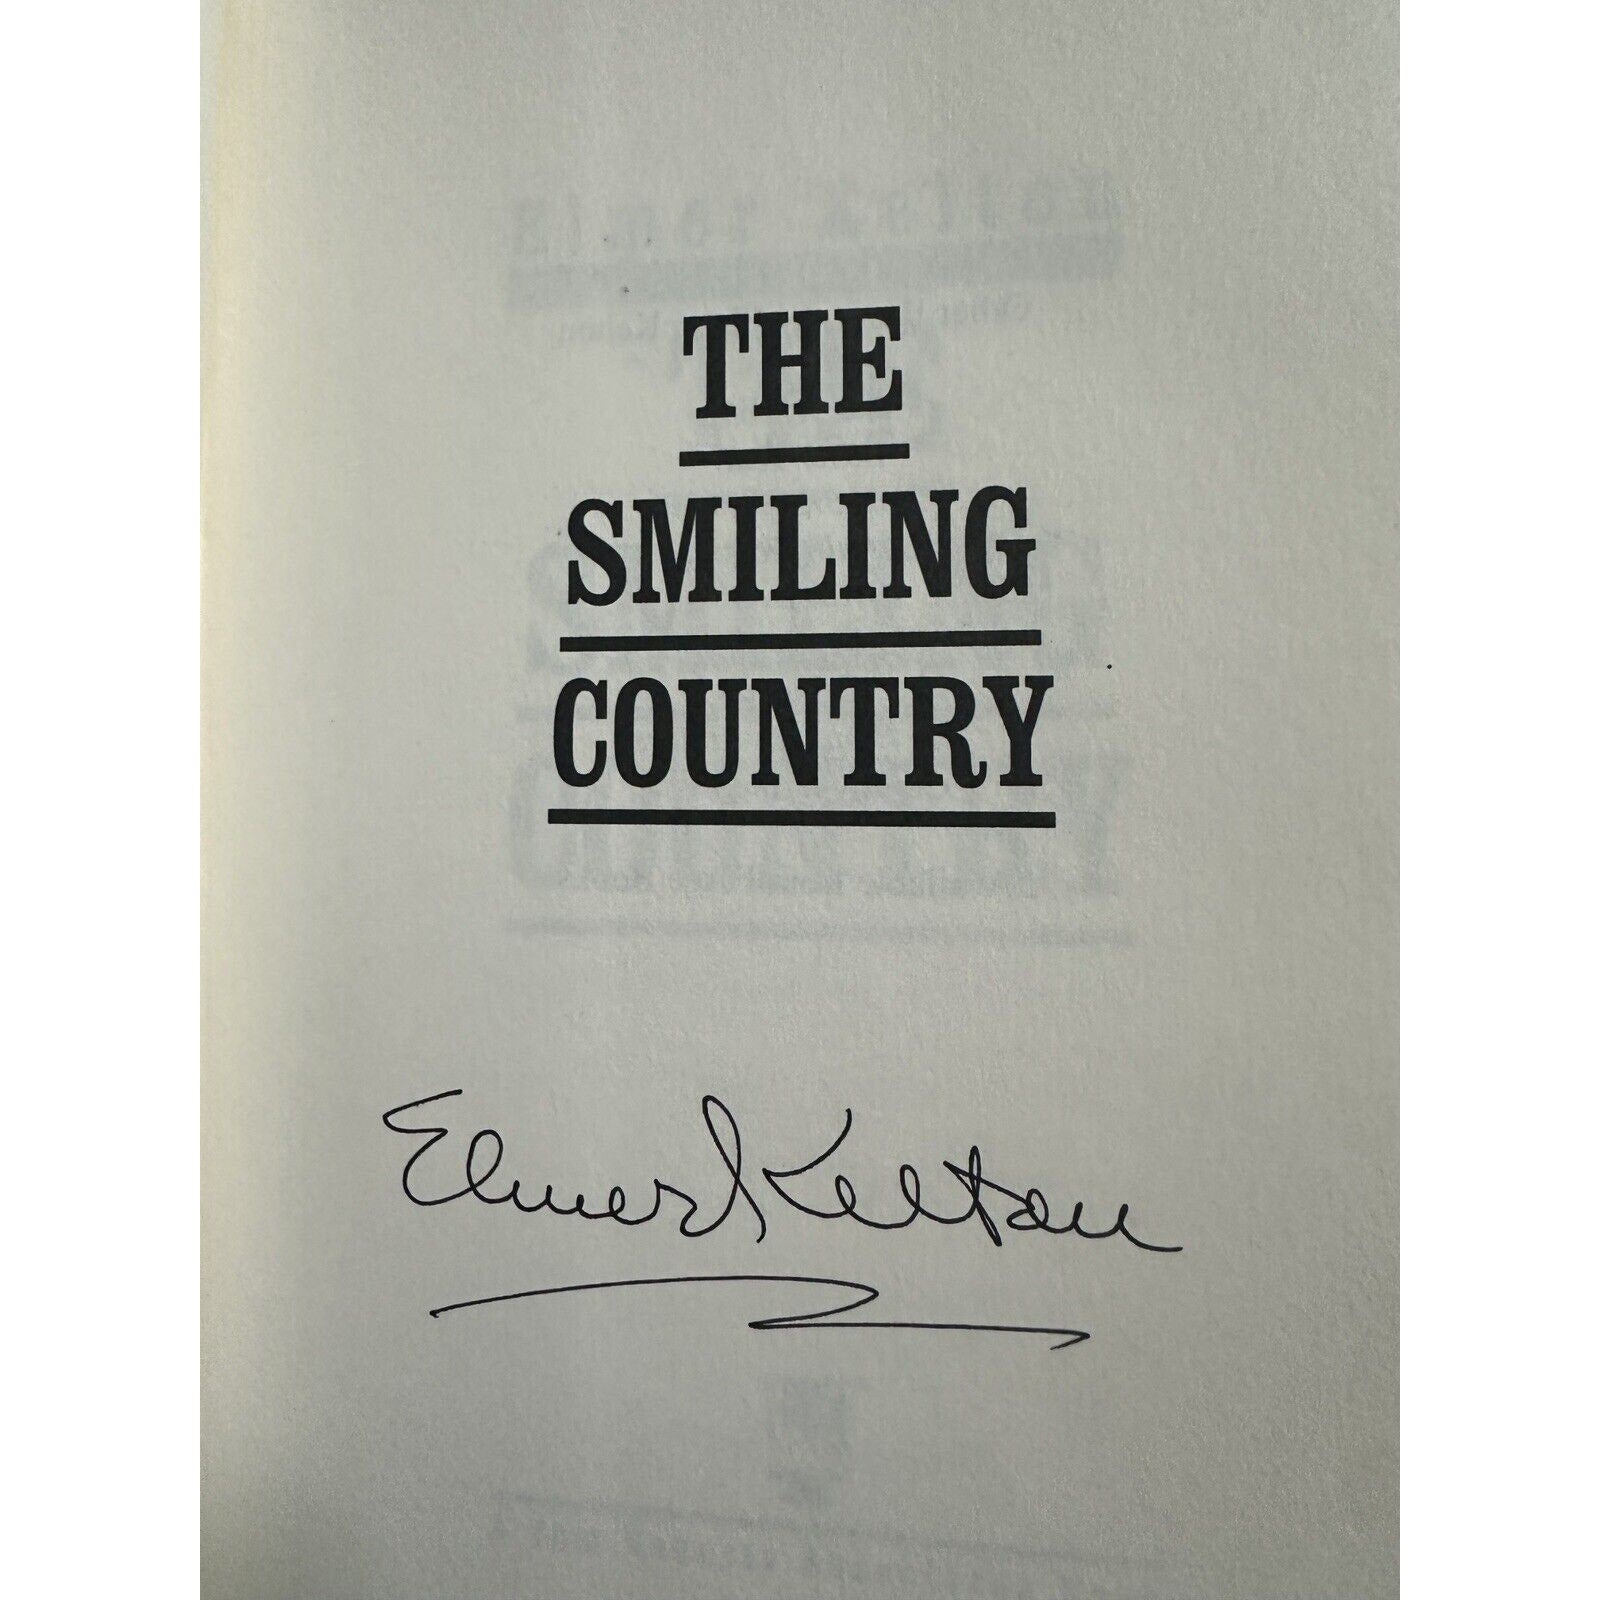 THE
SMILING
COUNTRY
Elmer Kelton